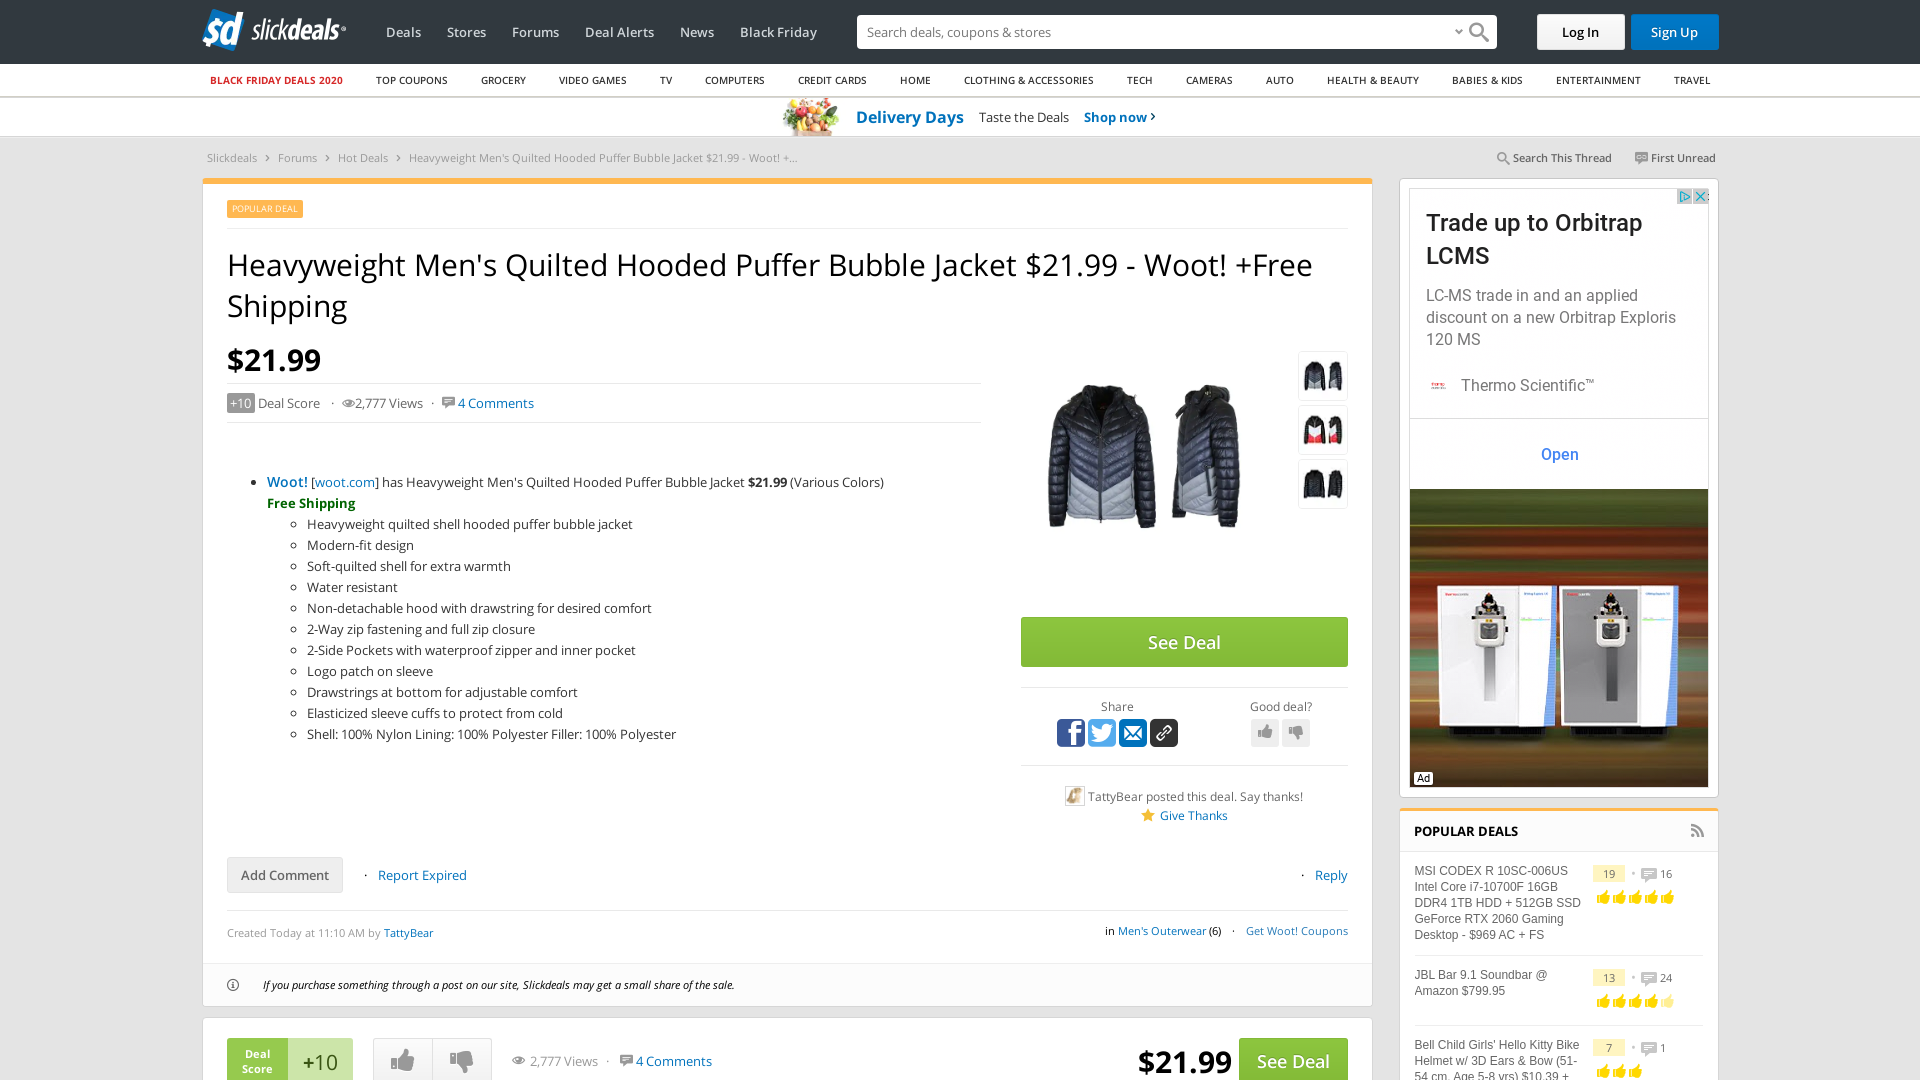 slickdeals
Deals
Stores
Forums
Deal Alerts
News
Black Friday
Search deals, coupons & stores
Log In
Sign Up
BLACK FRIDAY DEALS 2020
TOP COUPONS
GROCERY
VIDEO GAMES
TV
COMPUTERS
CREDIT CARDS
HOME
CLOTHING & ACCESSORIES
TECH
CAMERAS
AUTO
HEALTH & BEAUTY
BABIES & KIDS
ENTERTAINMENT
TRAVEL
Delivery Days Taste the Deals Shop now
Slickdeals > Forums > Hot Deals > Heavyweight Men's Quilted Hooded Puffer Bubble Jacket $21.99 - Woot! +...
Search This Thread
First Unread
POPULAR DEAL
Heavyweight Men's Quilted Hooded Puffer Bubble Jacket $21.99 - Woot! +Free
Shipping
$21.99
+10 Deal Score · 2,777 Views · 4 Comments
Woot! [woot.com] has Heavyweight Men's Quilted Hooded Puffer Bubble Jacket $21.99 (Various Colors)
Free Shipping
Heavyweight quilted shell hooded puffer bubble jacket
Modern-fit design
Soft-quilted shell for extra warmth
Water resistant
Non-detachable hood with drawstring for desired comfort
2-Way zip fastening and full zip closure
2-Side Pockets with waterproof zipper and inner pocket
Logo patch on sleeve
Drawstrings at bottom for adjustable comfort
Elasticized sleeve cuffs to protect from cold
Shell: 100% Nylon Lining: 100% Polyester Filler: 100% Polyester
See Deal
Share
Good deal?
TattyBear posted this deal. Say thanks!
Give Thanks
Add Comment
· Report Expired
· Reply
Created Today at 11:10 AM by TattyBear
in Men's Outerwear (6) · Get Woot! Coupons
If you purchase something through a post on our site, Slickdeals may get a small share of the sale.
Deal
Score
+10
2,777 Views · 4 Comments
$21.99
See Deal
Trade up to Orbitrap
LCMS
LC-MS trade in and an applied
discount on a new Orbitrap Exploris
120 MS
Thermo Scientific™
Open
Ad
POPULAR DEALS
MSI CODEX R 10SC-006US
Intel Core i7-10700F 16GB
DDR4 1TB HDD + 512GB SSD
GeForce RTX 2060 Gaming
Desktop - $969 AC + FS
19 • 16
JBL Bar 9.1 Soundbar @
Amazon $799.95
13 • 24
Bell Child Girls' Hello Kitty Bike
Helmet w/ 3D Ears & Bow (51-
54 cm, Age 5-8 yrs) $10.39 +
7 • 1